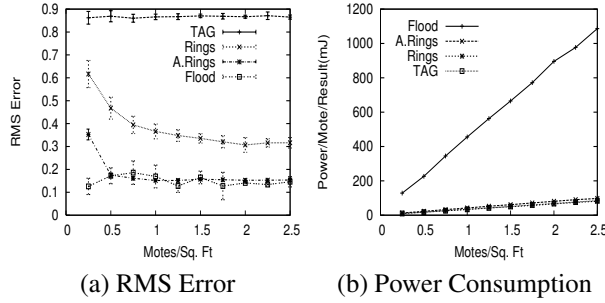 RMS Error
0.9
0.8
0.7
0.6
0.5
0.4
0.3
0.2
0.1
0
TAG
Rings
A.Rings
Flood
0 0.5 1 1.5 2 2.5
Motes/Sq. Ft
(a) RMS Error
Power/Mote/Result(mJ)
1200
1000
800
600
400
200
0
Flood
A.Rings
Rings
TAG
0 0.5 1 1.5 2 2.5
Motes/Sq. Ft
(b) Power Consumption